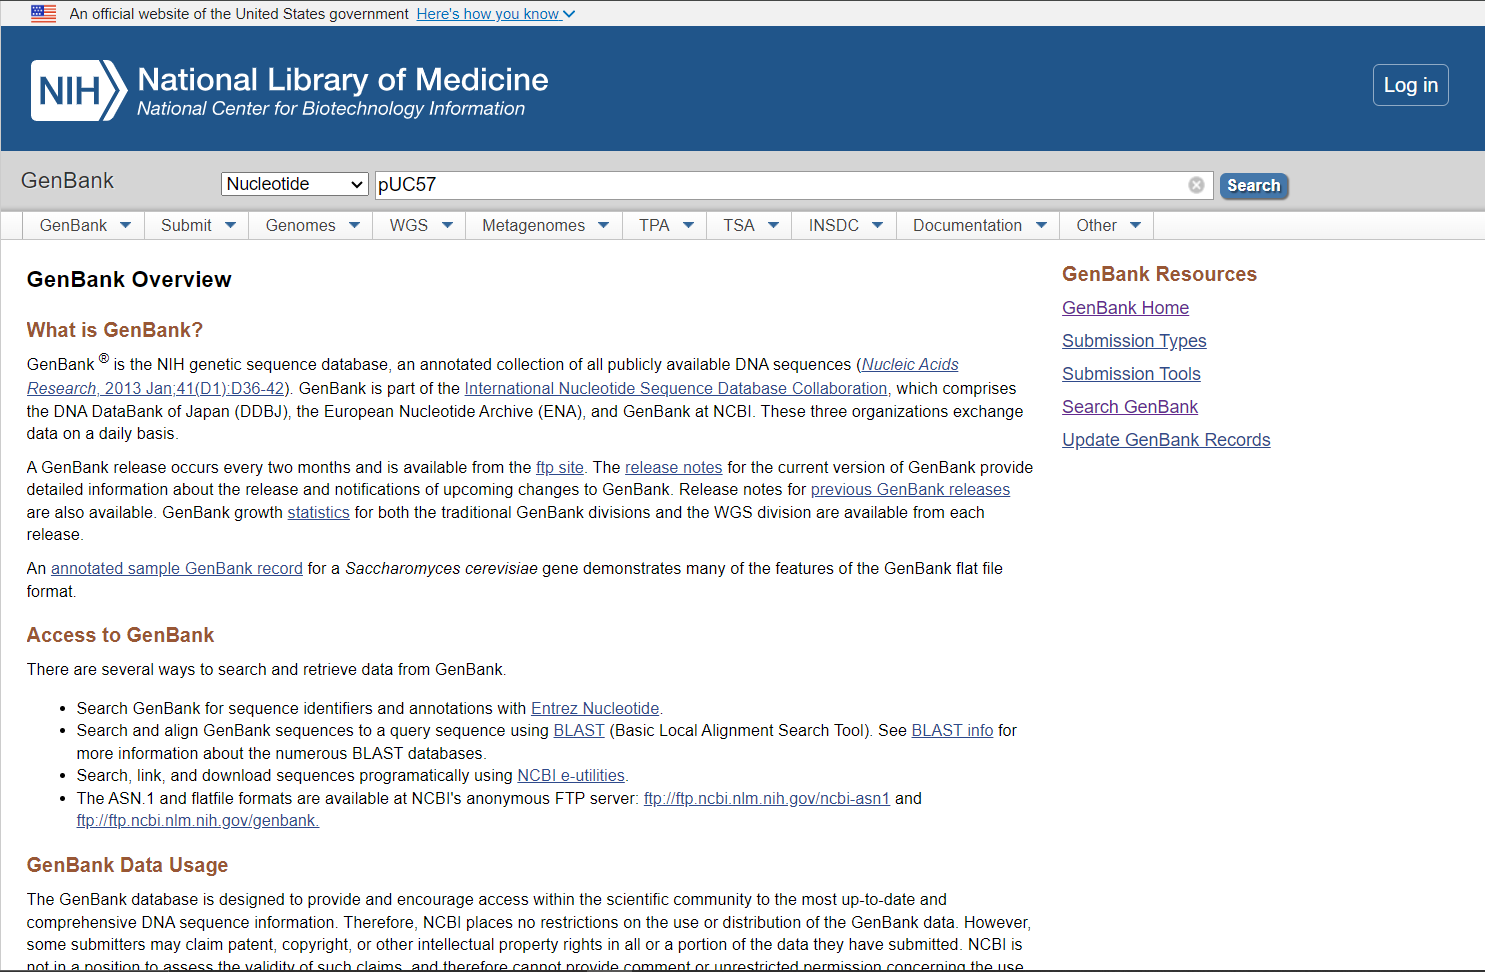 An official website of the United States government Here's how you know
NIH National Library of Medicine
National Center for Biotechnology Information
Log in
GenBank Nucleotide pUC57 Search
GenBank Submit Genomes WGS Metagenomes TPA TSA INSDC Documentation Other
GenBank Overview
What is GenBank?
GenBank ® is the NIH genetic sequence database, an annotated collection of all publicly available DNA sequences (Nucleic Acids
Research, 2013 Jan;41(D1):D36-42). GenBank is part of the International Nucleotide Sequence Database Collaboration, which comprises
the DNA DataBank of Japan (DDBJ), the European Nucleotide Archive (ENA), and GenBank at NCBI. These three organizations exchange
data on a daily basis.
A GenBank release occurs every two months and is available from the ftp site. The release notes for the current version of GenBank provide
detailed information about the release and notifications of upcoming changes to GenBank. Release notes for previous GenBank releases
are also available. GenBank growth statistics for both the traditional GenBank divisions and the WGS division are available from each
release.
An annotated sample GenBank record for a Saccharomyces cerevisiae gene demonstrates many of the features of the GenBank flat file
format.
Access to GenBank
There are several ways to search and retrieve data from GenBank.
• Search GenBank for sequence identifiers and annotations with Entrez Nucleotide.
• Search and align GenBank sequences to a query sequence using BLAST (Basic Local Alignment Search Tool). See BLAST info for
more information about the numerous BLAST databases.
• Search, link, and download sequences programatically using NCBI e-utilities.
• The ASN.1 and flatfile formats are available at NCBI's anonymous FTP server: ftp://ftp.ncbi.nlm.nih.gov/ncbi-asn1 and
ftp://ftp.ncbi.nlm.nih.gov/genbank.
GenBank Data Usage
The GenBank database is designed to provide and encourage access within the scientific community to the most up-to-date and
comprehensive DNA sequence information. Therefore, NCBI places no restrictions on the use or distribution of the GenBank data. However,
some submitters may claim patent, copyright, or other intellectual property rights in all or a portion of the data they have submitted. NCBI is
not in a position to assess the validity of such claims, and therefore cannot provide comment or unrestricted permission concerning the use
GenBank Resources
GenBank Home
Submission Types
Submission Tools
Search GenBank
Update GenBank Records